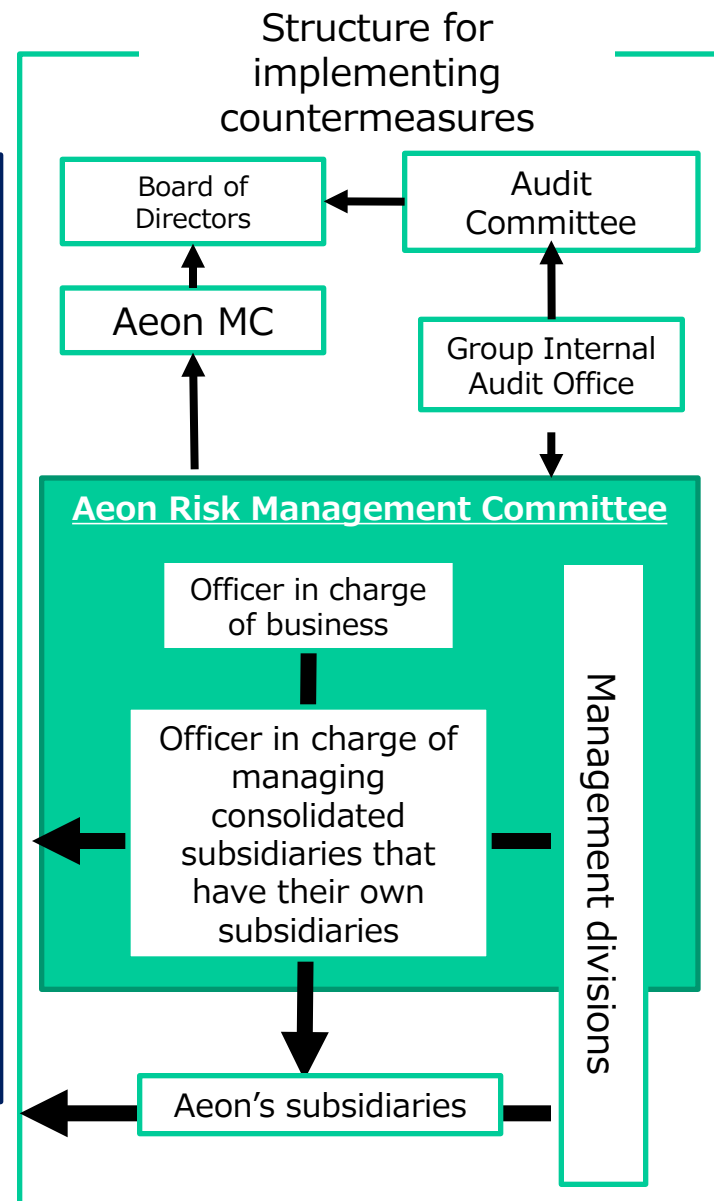 Structure for
implementing
countermeasures
Board of
Directors
Audit
Committee
Aeon MC
Group Internal
Audit Office
Aeon Risk Management Committee
Officer in charge
of business
Officer in charge of
managing
consolidated
subsidiaries that
have their own
subsidiaries
Management divisions
Aeon’s subsidiaries